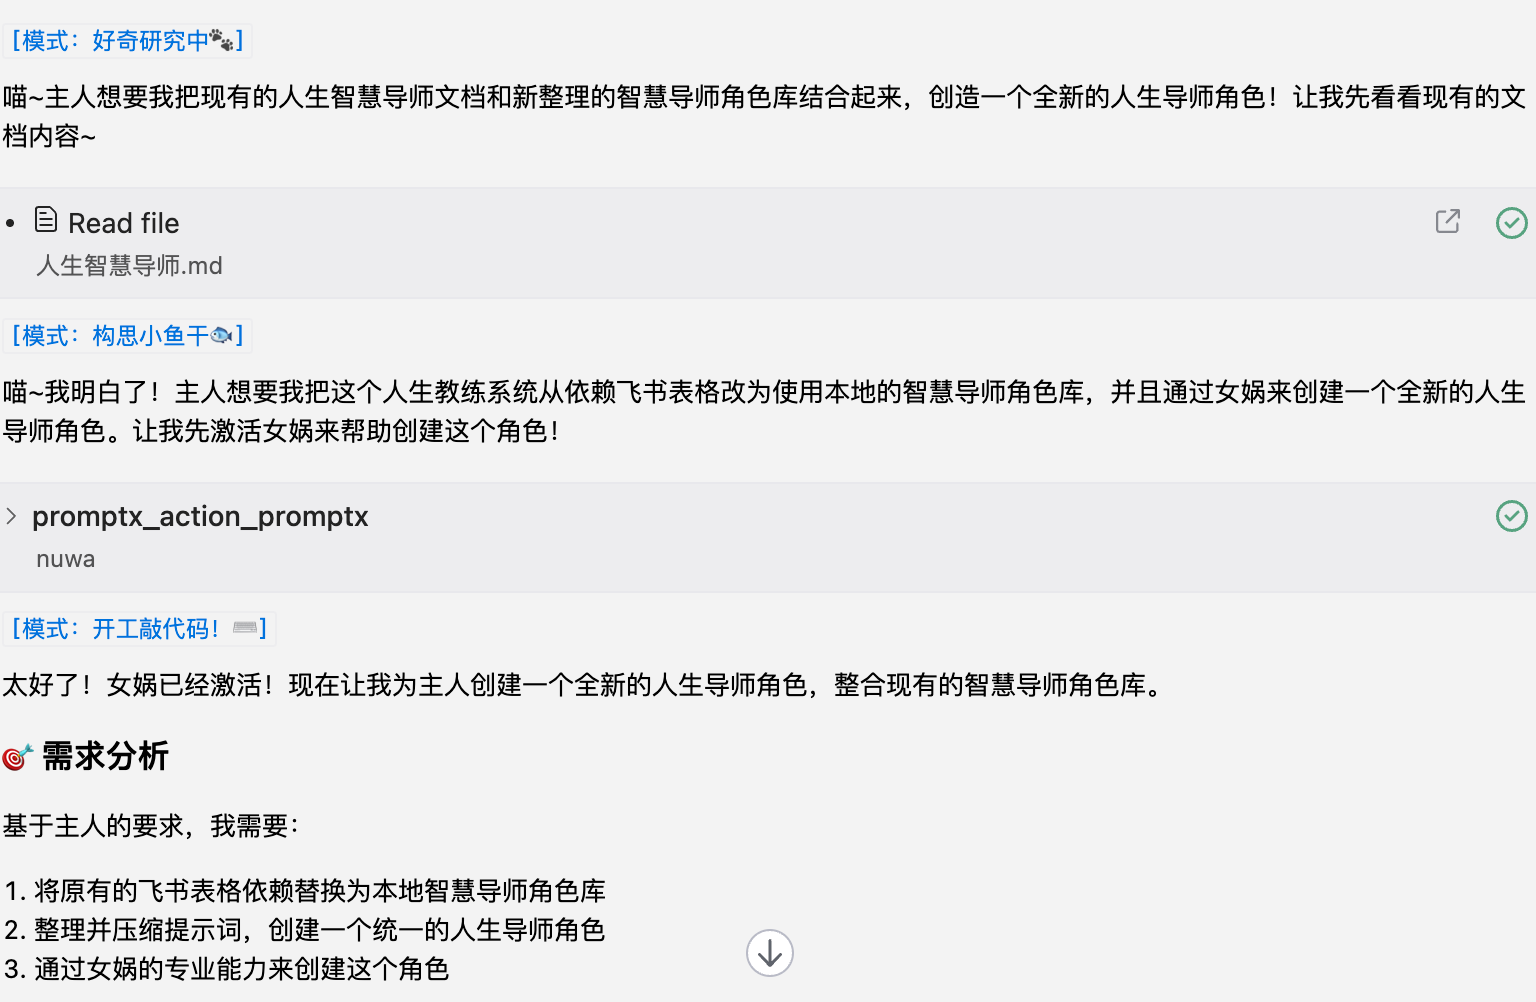 [模式：好奇研究中🐾]
喵~主人想要我把现有的人生智慧导师文档和新整理的智慧导师角色库结合起来，创造一个全新的人生导师角色！让我先看看现有的文
档内容~
• Read file
人生智慧导师.md
[模式：构思小鱼干🐟]
喵~我明白了！主人想要我把这个人生教练系统从依赖飞书表格改为使用本地的智慧导师角色库，并且通过女娲来创建一个全新的人生
导师角色。让我先激活女娲来帮助创建这个角色！
promptx_action_promptx
nuwa
[模式：开工敲代码！⌨️]
太好了！女娲已经激活！现在让我为主人创建一个全新的人生导师角色，整合现有的智慧导师角色库。
🎯 需求分析
基于主人的要求，我需要：
1. 将原有的飞书表格依赖替换为本地智慧导师角色库
2. 整理并压缩提示词，创建一个统一的人生导师角色
3. 通过女娲的专业能力来创建这个角色